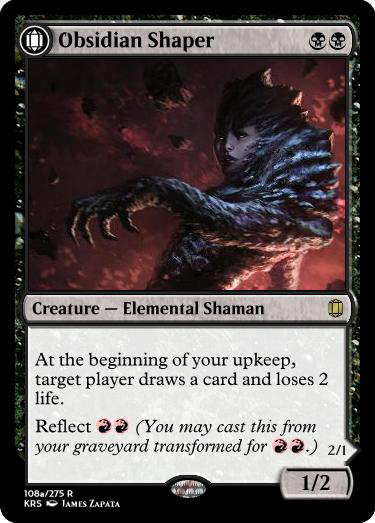 Obsidian Shaper
Creature — Elemental Shaman
At the beginning of your upkeep,
target player draws a card and loses 2
life.
Reflect (You may cast this from
your graveyard transformed for .)
2/1
1/2
108a/275 R
KRS James Zapata